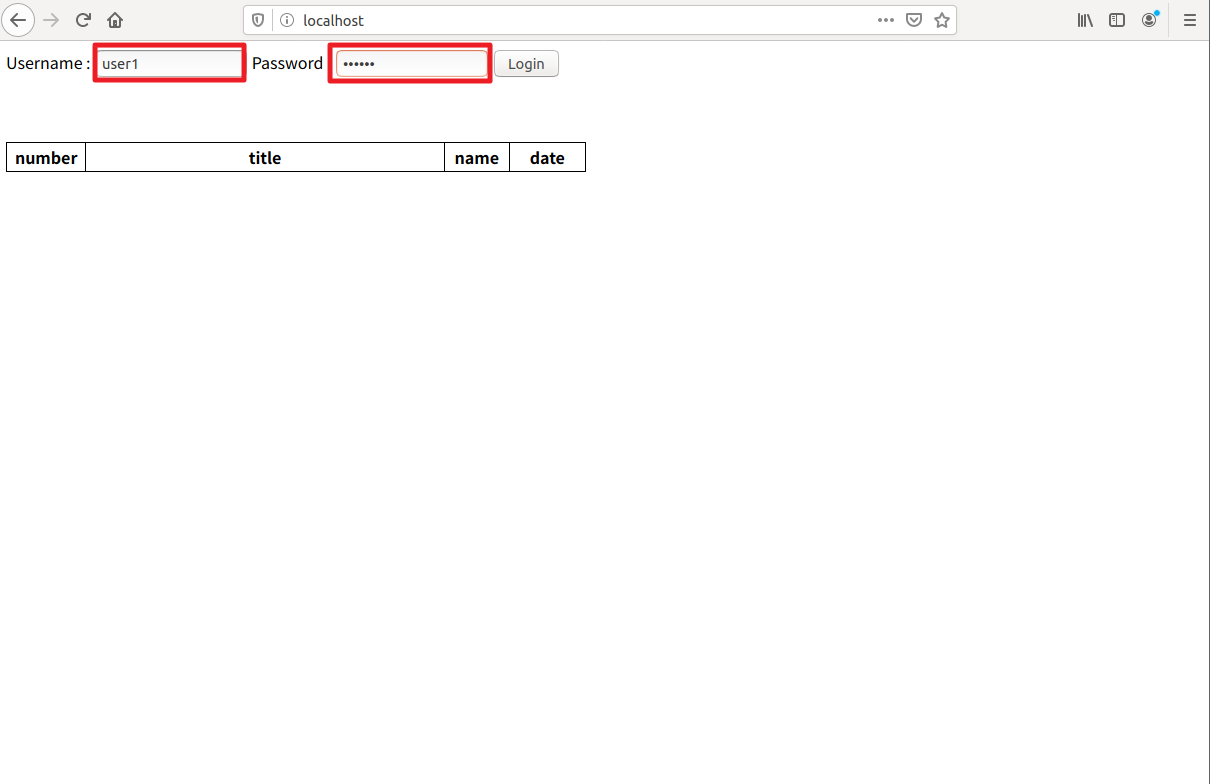 localhost
Username : user1 Password •••••• Login
number title name date